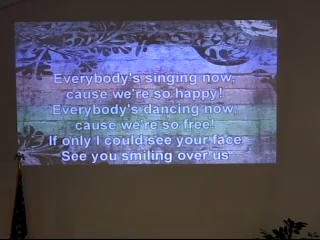 Everybody's singing now,
cause we're so happy!
Everybody's dancing now,
cause we're so free!
If only I could see your face
See you smiling over us